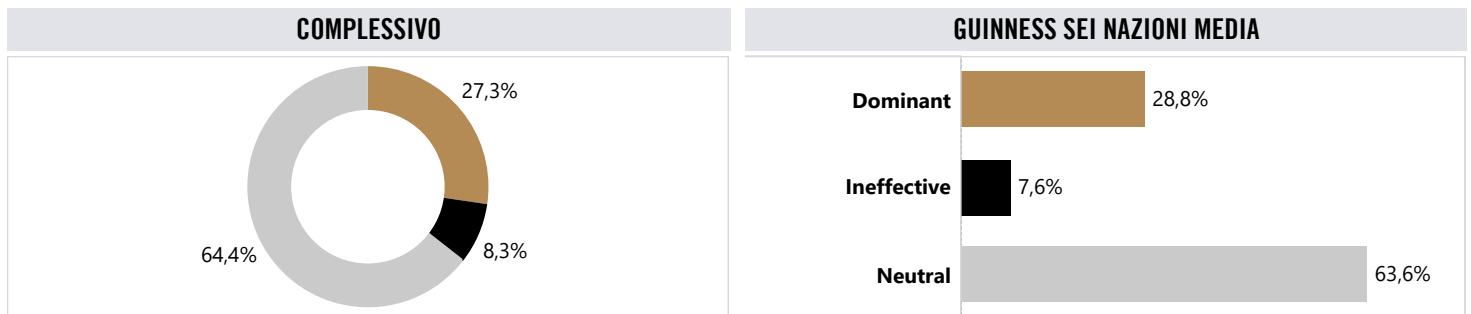 COMPLESSIVO
27,3%
8,3%
64,4%
GUINNESS SEI NAZIONI MEDIA
Dominant 28,8%
Ineffective 7,6%
Neutral 63,6%